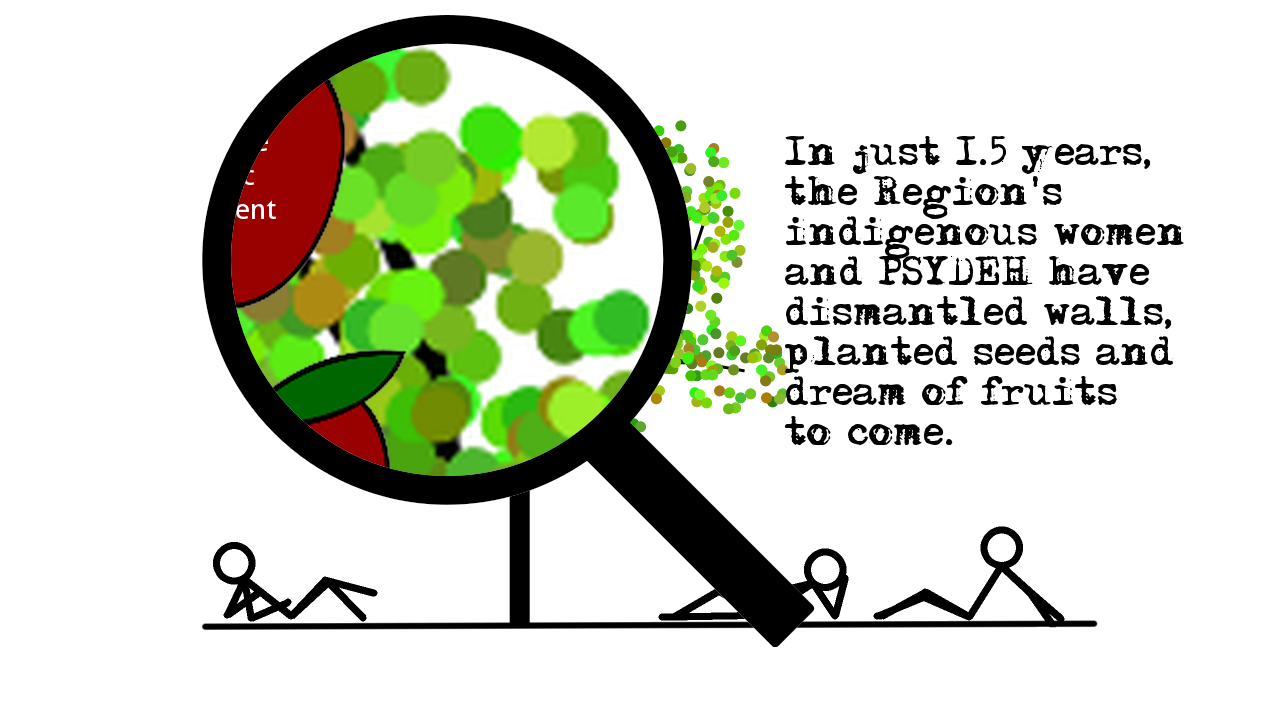 ent
In just 1.5 years,
the Region's
indigenous women
and PSYDEH have
dismantled walls,
planted seeds and
dream of fruits
to come.